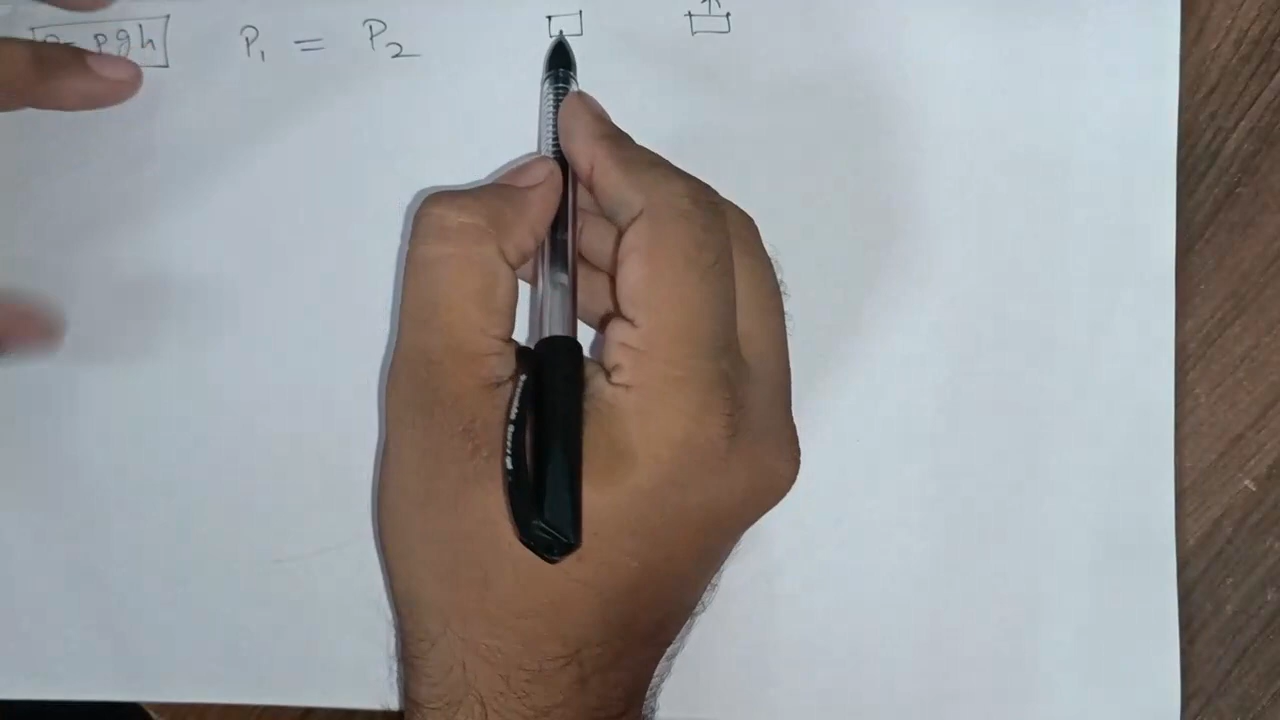 P = ρgh P₁ = P₂